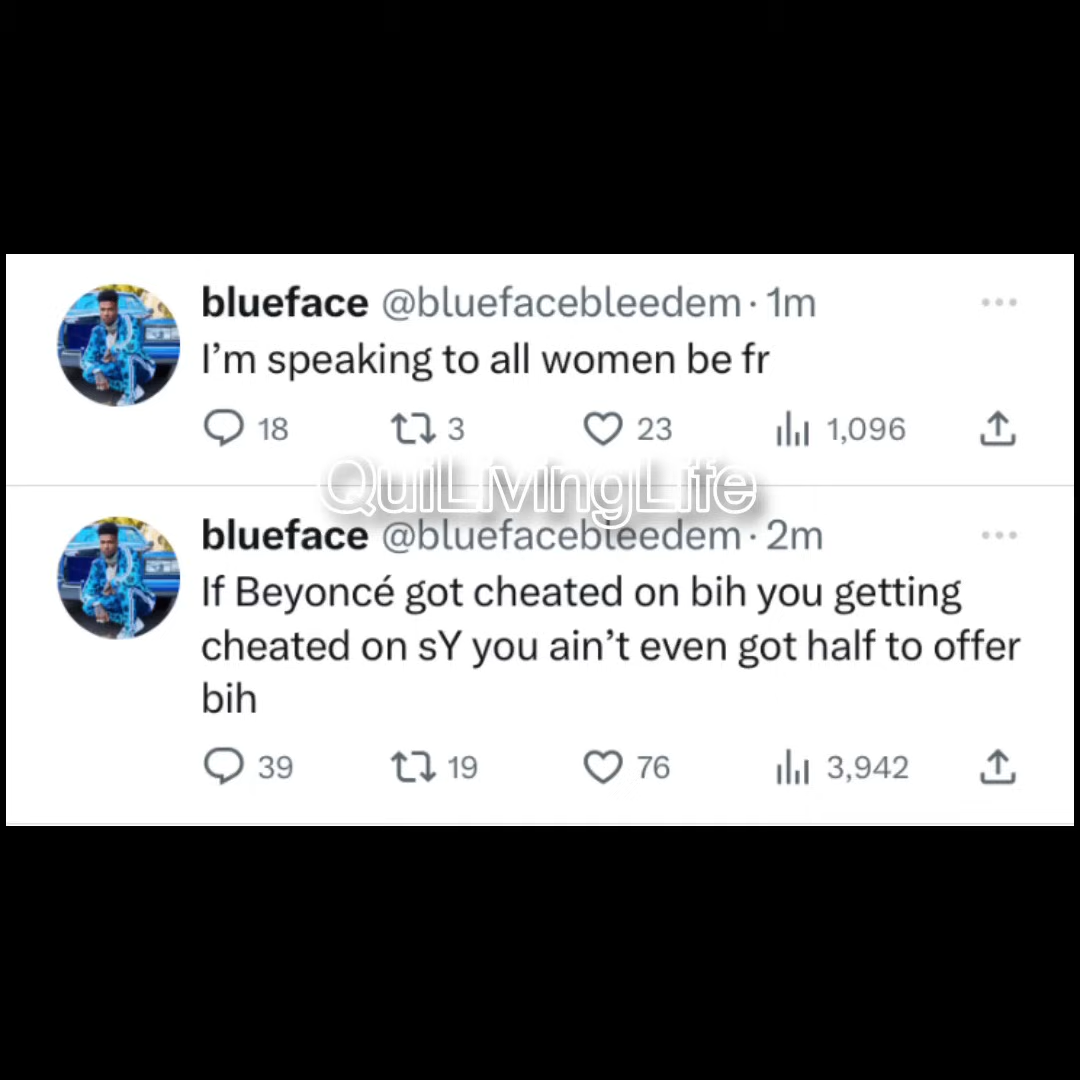 blueface @bluefacebleedem · 1m
I'm speaking to all women be fr
18 3 23 1,096
QuiLivingLife
blueface @bluefacebleedem · 2m
If Beyoncé got cheated on bih you getting
cheated on sY you ain't even got half to offer
bih
39 19 76 3,942